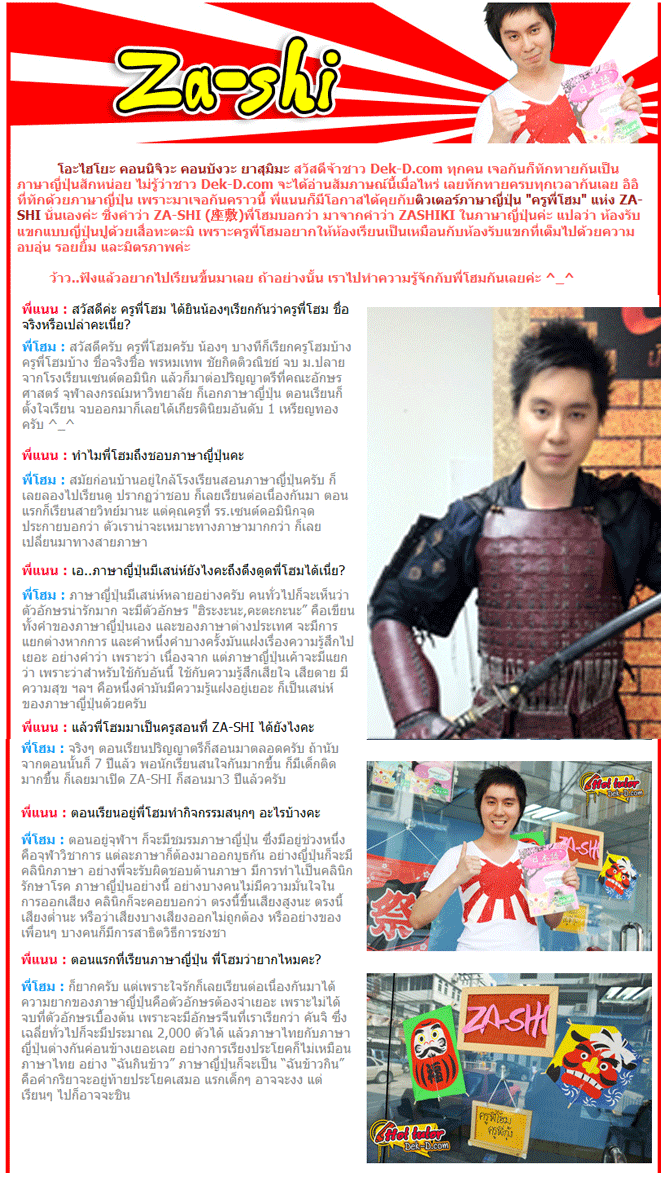 Za-shi
โอะไฮโยะ คอนนิจิวะ คอนบังวะ ยาสุมิมะ สวัสดีจ้าชาว Dek-D.com ทุกคน เจอกันก็ทักทายกันเป็น
ภาษาญี่ปุ่นสักหน่อย ไม่รู้ว่าชาว Dek-D.com จะได้อ่านสัมภาษณ์นี้เมื่อไหร่ เลยทักทายครบทุกเวลากันเลย อิอิ
ที่ทักด้วยภาษาญี่ปุ่น เพราะมาเจอกันคราวนี้ พี่แนนก็มีโอกาสได้คุยกับติวเตอร์ภาษาญี่ปุ่น "ครูพี่โฮม" แห่ง ZA-
SHI นั่นเองค่ะ ซึ่งคำว่า ZA-SHI (座敷)พี่โฮมบอกว่า มาจากคำว่า ZASHIKI ในภาษาญี่ปุ่นค่ะ แปลว่า ห้องรับ
แขกแบบญี่ปุ่นปูด้วยเสื่อทะตะมิ เพราะครูพี่โฮมอยากให้ห้องเรียนเป็นเหมือนกับห้องรับแขกที่เต็มไปด้วยความ
อบอุ่น รอยยิ้ม และมิตรภาพค่ะ
ว้าว..ฟังแล้วอยากไปเรียนขึ้นมาเลย ถ้าอย่างนั้น เราไปทำความรู้จักกับพี่โฮมกันเลยค่ะ ^_^
พี่แนน : สวัสดีค่ะ ครูพี่โฮม ได้ยินน้องๆเรียกกันว่าครูพี่โฮม ชื่อ
จริงหรือเปล่าคะเนี่ย?
พี่โฮม : สวัสดีครับ ครูพี่โฮมครับ น้องๆ บางทีก็เรียกครูโฮมบ้าง
ครูพี่โฮมบ้าง ชื่อจริงชื่อ พรหมเทพ ชัยกิตติวณิชย์ จบ ม.ปลาย
จากโรงเรียนเซนต์ดอมินิก แล้วก็มาต่อปริญญาตรีที่คณะอักษร
ศาสตร์ จุฬาลงกรณ์มหาวิทยาลัย ก็เอกภาษาญี่ปุ่น ตอนเรียนก็
ตั้งใจเรียน จบออกมาก็เลยได้เกียรตินิยมอันดับ 1 เหรียญทอง
ครับ ^_^
พี่แนน : ทำไมพี่โฮมถึงชอบภาษาญี่ปุ่นคะ
พี่โฮม : สมัยก่อนบ้านอยู่ใกล้โรงเรียนสอนภาษาญี่ปุ่นครับ ก็
เลยลองไปเรียนดู ปรากฏว่าชอบ ก็เลยเรียนต่อเนื่องกันมา ตอน
แรกก็เรียนสายวิทย์มานะ แต่คุณครูที่ รร.เซนต์ดอมินิกจุด
ประกายบอกว่า ตัวเราน่าจะเหมาะทางภาษามากกว่า ก็เลย
เปลี่ยนมาทางสายภาษา
พี่แนน : เอ..ภาษาญี่ปุ่นมีเสน่ห์ยังไงคะถึงดึงดูดพี่โฮมได้เนี่ย?
พี่โฮม : ภาษาญี่ปุ่นมีเสน่ห์หลายอย่างครับ คนทั่วไปก็จะเห็นว่า
ตัวอักษรน่ารักมาก จะมีตัวอักษร "ฮิระงะนะ,คะตะกะนะ" คือเขียน
ทั้งคำของภาษาญี่ปุ่นเอง และของภาษาต่างประเทศ จะมีการ
แยกต่างหากการ และคำหนึ่งคำบางครั้งมันแฝงเรื่องความรู้สึกไป
เยอะ อย่างคำว่า เพราะว่า เนื่องจาก แต่ภาษาญี่ปุ่นเค้าจะมีแยก
ว่า เพราะว่าสำหรับใช้กับอันนี้ ใช้กับความรู้สึกเสียใจ เสียดาย มี
ความสุข ฯลฯ คือหนึ่งคำมันมีความรู้แฝงอยู่เยอะ ก็เป็นเสน่ห์
ของภาษาญี่ปุ่นด้วยครับ
พี่แนน : แล้วพี่โฮมมาเป็นครูสอนที่ ZA-SHI ได้ยังไงคะ
พี่โฮม : จริงๆ ตอนเรียนปริญญาตรีก็สอนมาตลอดครับ ถ้านับ
จากตอนนั้นก็ 7 ปีแล้ว พอนักเรียนสนใจกันมากขึ้น ก็มีเด็กติด
มากขึ้น ก็เลยมาเปิด ZA-SHI ก็สอนมา3 ปีแล้วครับ
พี่แนน : ตอนเรียนอยู่พี่โฮมทำกิจกรรมสนุกๆ อะไรบ้างคะ
พี่โฮม : ตอนอยู่จุฬาฯ ก็จะมีชมรมภาษาญี่ปุ่น ซึ่งมีอยู่ช่วงหนึ่ง
คือจุฬาวิชาการ แต่ละภาษาก็ต้องมาออกบูธกัน อย่างญี่ปุ่นก็จะมี
คลินิกภาษา อย่างพี่จะรับผิดชอบด้านภาษา มีการทำไเป็นคลินิก
รักษาโรค ภาษาญี่ปุ่นอย่างนี้ อย่างบางคนไม่มีความมั่นใจใน
การออกเสียง คลินิกก็จะคอยบอกว่า ตรงนี้ขึ้นเสียงสูงนะ ตรงนี้
เสียงต่ำนะ หรือว่าเสียงบางเสียงออกไม่ถูกต้อง หรืออย่างของ
เพื่อนๆ บางคนก็มีการสาธิตวิธีการชงชา
พี่แนน : ตอนแรกที่เรียนภาษาญี่ปุ่น พี่โฮมว่ายากไหมคะ?
พี่โฮม : ก็ยากครับ แต่เพราะใจรักก็เลยเรียนต่อเนื่องกันมาได้
ความยากของภาษาญี่ปุ่นคือตัวอักษรต้องจำเยอะ เพราะไม่ได้
จบที่ตัวอักษรเบื้องต้น เพราะจะมีอักษรจีนที่เราเรียกว่า คันจิ ซึ่ง
เฉลี่ยทั่วไปก็จะมีประมาณ 2,000 ตัวได้ แล้วภาษาไทยกับภาษา
ญี่ปุ่นต่างกันค่อนข้างเยอะเลย อย่างการเรียงประโยคก็ไม่เหมือน
ภาษาไทย อย่าง "ฉันกินข้าว" ภาษาญี่ปุ่นก็จะเป็น "ฉันข้าวกิน"
คือคำกริยาจะอยู่ท้ายประโยคเสมอ แรกเด็กๆ อาจจะงง แต่
เรียนๆ ไปก็อาจจะชิน
Dek-D.com
ZA-SHI
祭
ZA-SHI
福
ครูพี่โฮม
ครูพี่กุ้ง
Dek-D.com